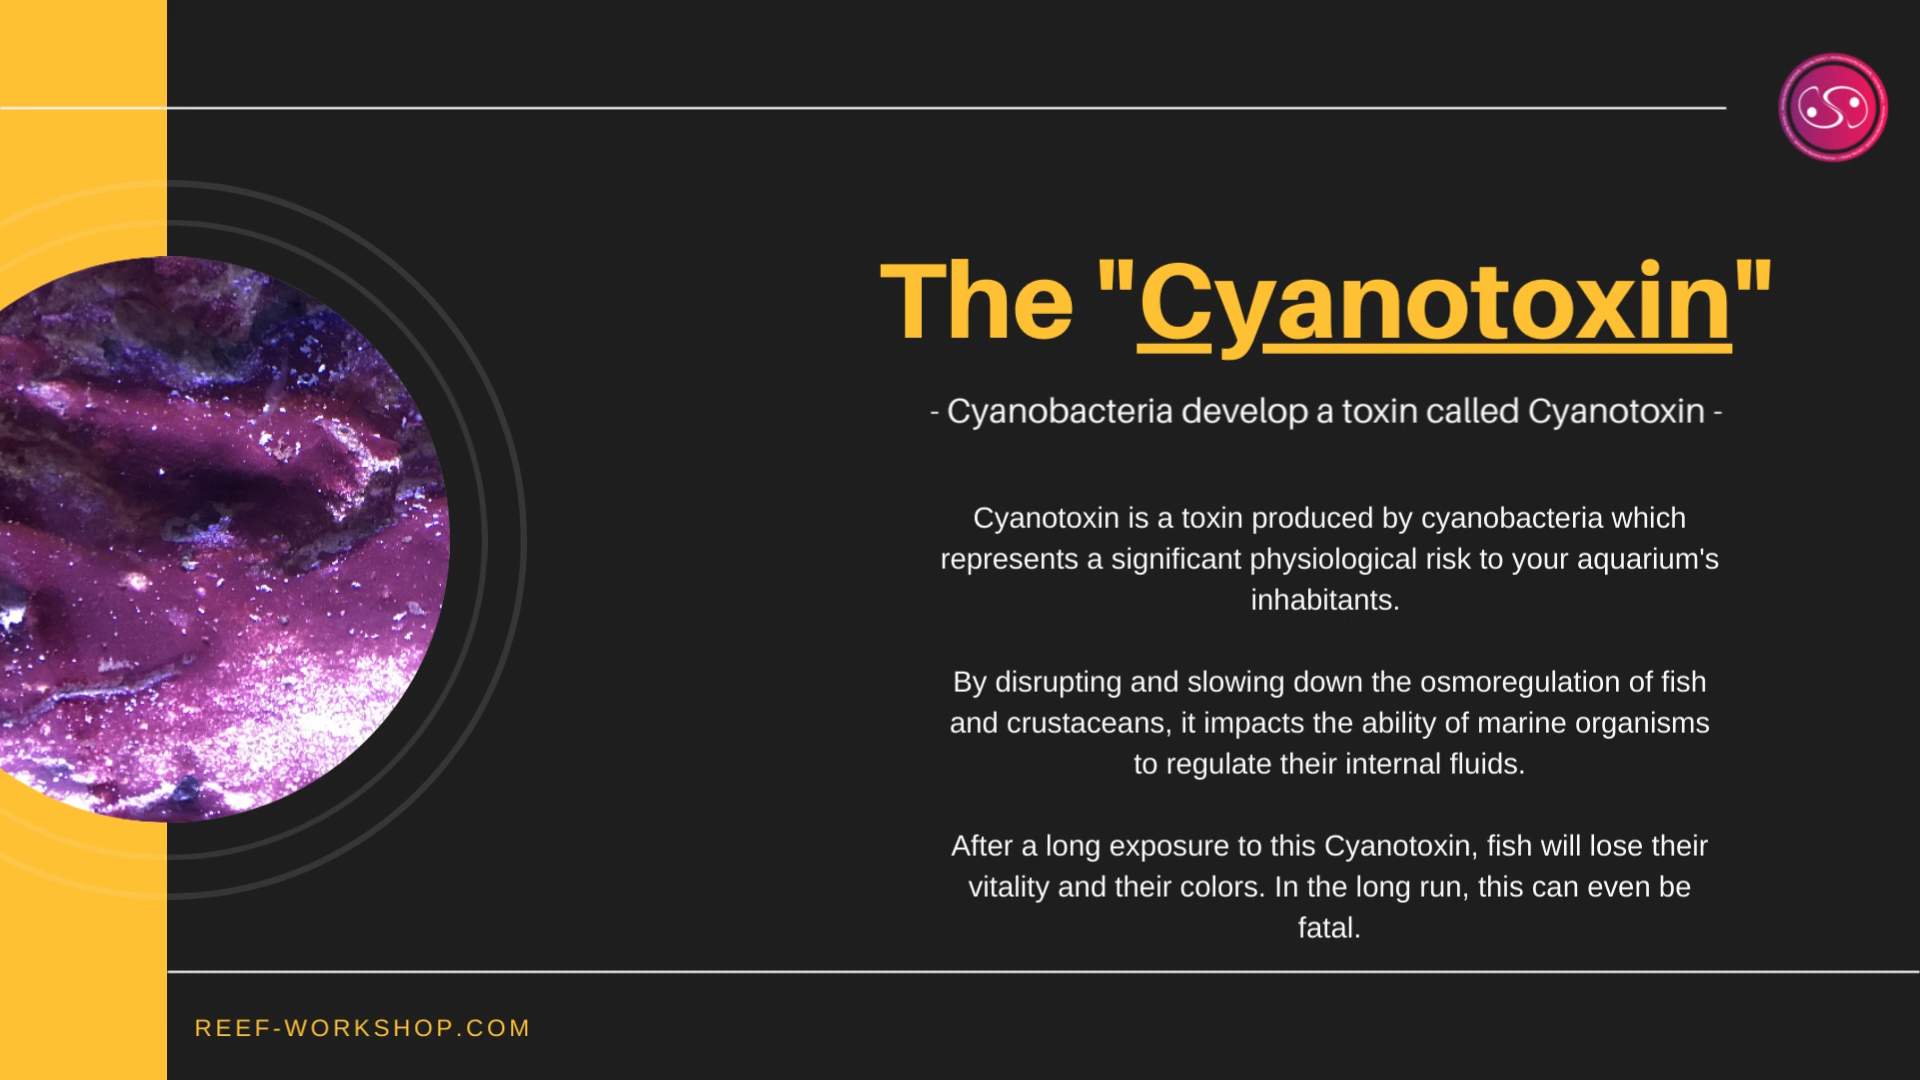 The "Cyanotoxin"
- Cyanobacteria develop a toxin called Cyanotoxin -
Cyanotoxin is a toxin produced by cyanobacteria which
represents a significant physiological risk to your aquarium's
inhabitants.
By disrupting and slowing down the osmoregulation of fish
and crustaceans, it impacts the ability of marine organisms
to regulate their internal fluids.
After a long exposure to this Cyanotoxin, fish will lose their
vitality and their colors. In the long run, this can even be
fatal.
REEF-WORKSHOP.COM